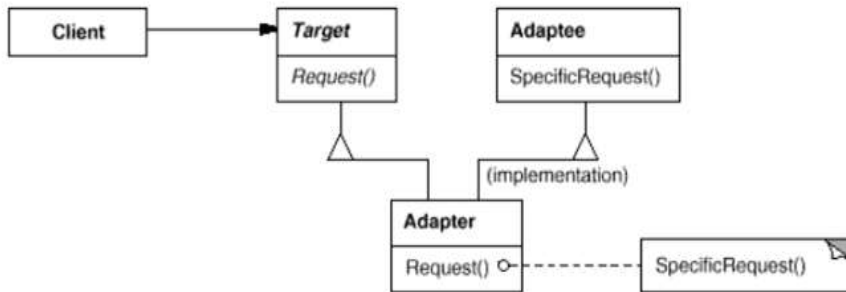 Client
Target
Request()
Adaptee
SpecificRequest()
(implementation)
Adapter
Request()
SpecificRequest()